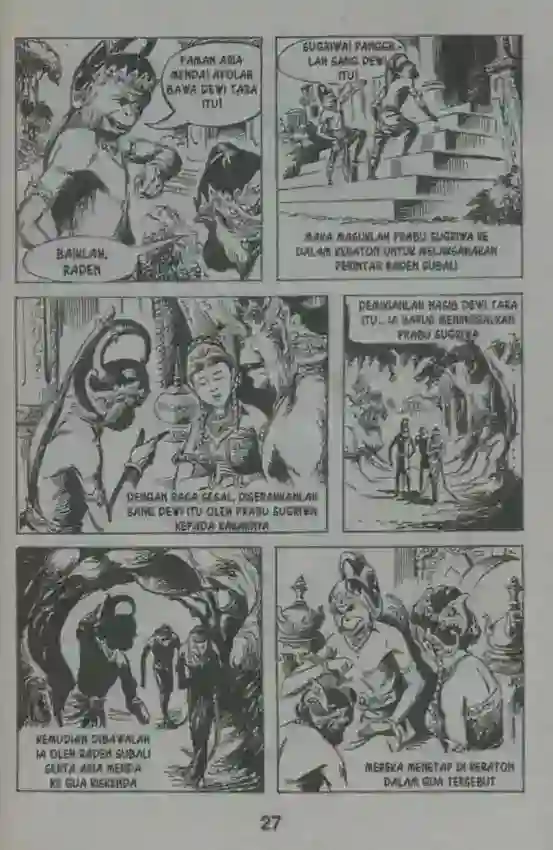 PAMAN ARIA
MENDA! AYOLAH
BAWA DEWI TARA
ITU!
BAIKLAH,
RADEN
SUGRIWA! PANGGIL-
LAH SANG DEWI
ITU!
MAKA MASUKLAH PRABU SUGRIWA KE
DALAM KERATON UNTUK MELAKSANAKAN
PERINTAH RADEN SUBALI
DENGAN RASA SESAL, DISERAHKANLAH
SANG DEWI ITU OLEH PRABU SUGRIWA
KEPADA KAKAKNYA
DEMIKIANLAH NASIB DEWI TARA
ITU... IA HARUS MENINGGALKAN
PRABU SUGRIWA
KEMUDIAN DIBAWALAH
IA OLEH RADEN SUBALI
SERTA ARIA MENDA
KE GUA KISKENDA
MEREKA MENETAP DI KERATON
DALAM GUA TERSEBUT
27